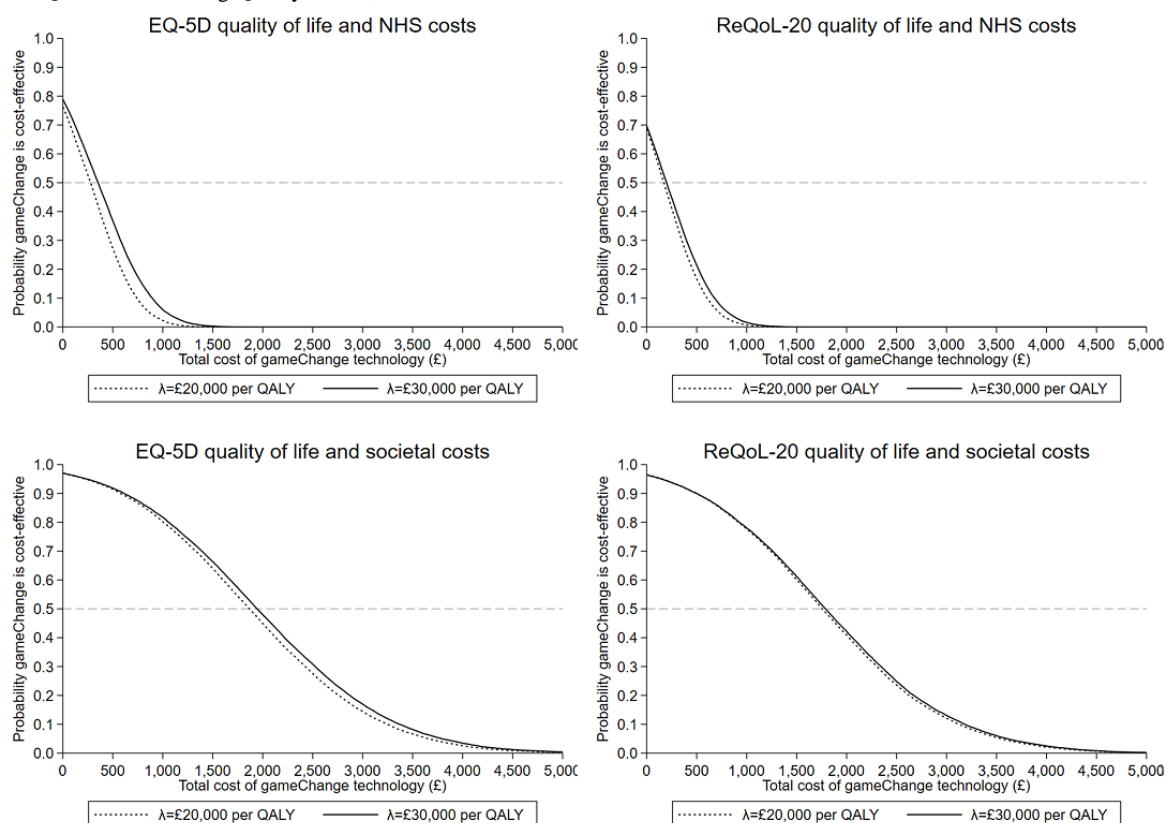 EQ-5D quality of life and NHS costs
Probability gameChange is cost-effective
1.0
0.9
0.8
0.7
0.6
0.5
0.4
0.3
0.2
0.1
0.0
0 500 1,000 1,500 2,000 2,500 3,000 3,500 4,000 4,500 5,000
Total cost of gameChange technology (£)
λ=£20,000 per QALY λ=£30,000 per QALY
ReQoL-20 quality of life and NHS costs
Probability gameChange is cost-effective
1.0
0.9
0.8
0.7
0.6
0.5
0.4
0.3
0.2
0.1
0.0
0 500 1,000 1,500 2,000 2,500 3,000 3,500 4,000 4,500 5,000
Total cost of gameChange technology (£)
λ=£20,000 per QALY λ=£30,000 per QALY
EQ-5D quality of life and societal costs
Probability gameChange is cost-effective
1.0
0.9
0.8
0.7
0.6
0.5
0.4
0.3
0.2
0.1
0.0
0 500 1,000 1,500 2,000 2,500 3,000 3,500 4,000 4,500 5,000
Total cost of gameChange technology (£)
λ=£20,000 per QALY λ=£30,000 per QALY
ReQoL-20 quality of life and societal costs
Probability gameChange is cost-effective
1.0
0.9
0.8
0.7
0.6
0.5
0.4
0.3
0.2
0.1
0.0
0 500 1,000 1,500 2,000 2,500 3,000 3,500 4,000 4,500 5,000
Total cost of gameChange technology (£)
λ=£20,000 per QALY λ=£30,000 per QALY